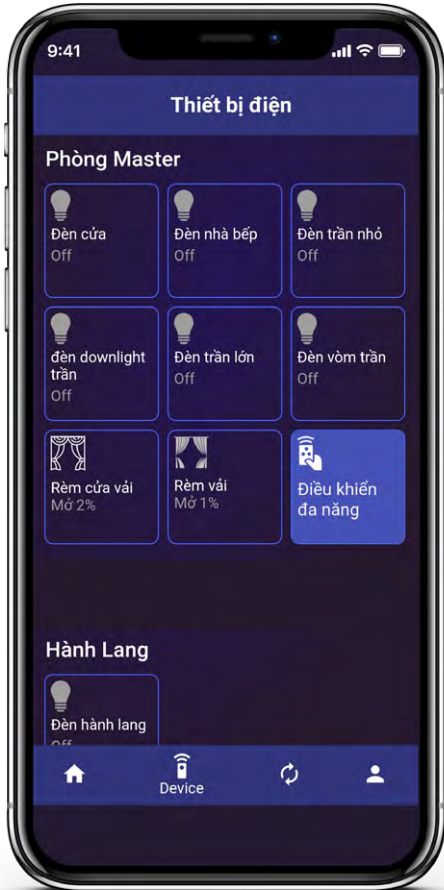 9:41
Thiết bị điện
Phòng Master
Đèn cửa
Off
Đèn nhà bếp
Off
Đèn trần nhỏ
Off
đèn downlight
trần
Off
Đèn trần lớn
Off
Đèn vòm trần
Off
Rèm cửa vải
Mở 2%
Rèm vải
Mở 1%
Điều khiển
đa năng
Hành Lang
Đèn hành lang
Off
Device